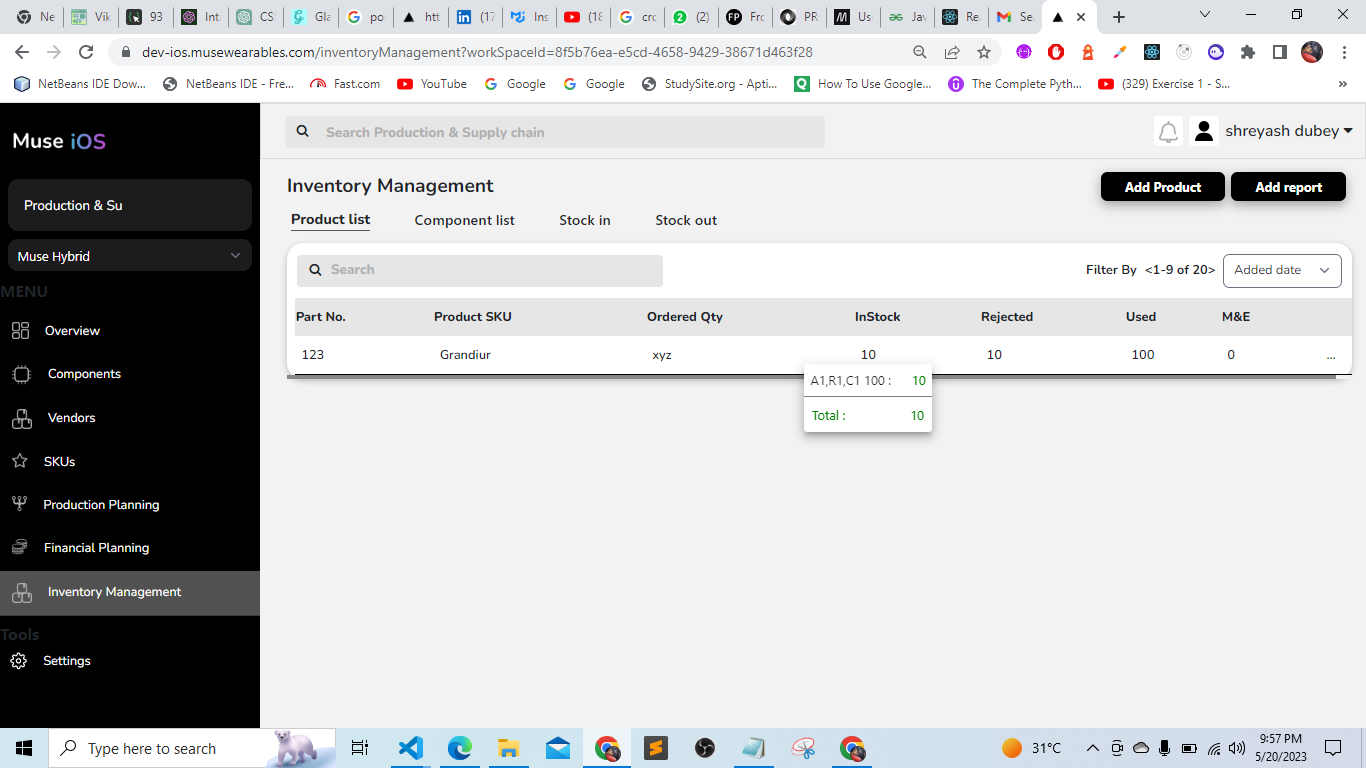 Ne
Vik
93
Int
CS
Gla
po
htt
(17
Ins
(18
crc
(2)
Fro
PR
Us
Jav
Re
Se
dev-ios.musewearables.com/inventoryManagement?workSpaceId=8f5b76ea-e5cd-4658-9429-38671d463f28
NetBeans IDE Dow...
NetBeans IDE - Fre...
Fast.com
YouTube
Google
Google
StudySite.org - Apti...
How To Use Google...
The Complete Pyth...
(329) Exercise 1 - S...
»
Muse iOS
Search Production & Supply chain
shreyash dubey
Production & Su
Muse Hybrid
MENU
Overview
Components
Vendors
SKUs
Production Planning
Financial Planning
Inventory Management
Tools
Settings
Inventory Management
Add Product
Add report
Product list
Component list
Stock in
Stock out
Search
Filter By <1-9 of 20>
Added date
Part No. Product SKU Ordered Qty InStock Rejected Used M&E
123 Grandiur xyz 10 10 100 0 ...
A1,R1,C1 100 : 10
Total : 10
Type here to search
31°C
9:57 PM
5/20/2023